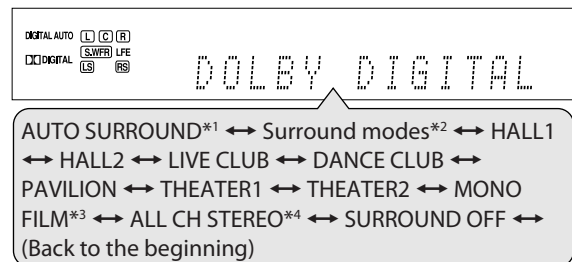 DIGITAL AUTO L C R
DIGITAL S.WFR LFE
LS RS
DOLBY DIGITAL
AUTO SURROUND*1 ↔ Surround modes*2 ↔ HALL1
↔ HALL2 ↔ LIVE CLUB ↔ DANCE CLUB ↔
PAVILION ↔ THEATER1 ↔ THEATER2 ↔ MONO
FILM*3 ↔ ALL CH STEREO*4 ↔ SURROUND OFF ↔
(Back to the beginning)